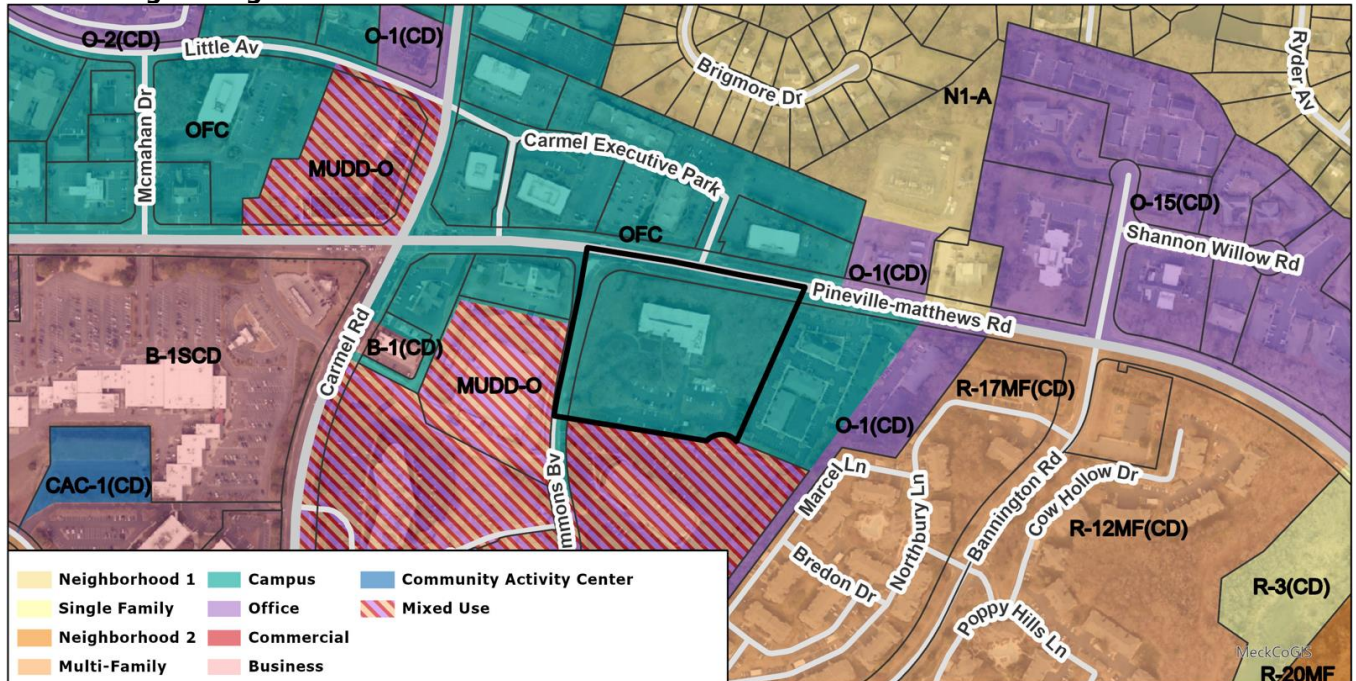 O-2(CD)
Little Av
O-1(CD)
Mcmahan Dr
OFC
MUDD-O
Brigmore Dr
N1-A
Ryder Av
Carmel Executive Park
OFC
O-15(CD)
Shannon Willow Rd
O-1(CD)
Pineville-matthews Rd
B-1SCD
Carmel Rd
B-1(CD)
MUDD-O
R-17MF(CD)
O-1(CD)
CAC-1(CD)
mmons Bv
Marcel Ln
Northbury Ln
Bannington Rd
Cow Hollow Dr
R-12MF(CD)
Bredon Dr
Poppy Hills Ln
R-3(CD)
MeckCoGIS
R-20MF
Neighborhood 1
Single Family
Neighborhood 2
Multi-Family
Campus
Office
Commercial
Business
Community Activity Center
Mixed Use